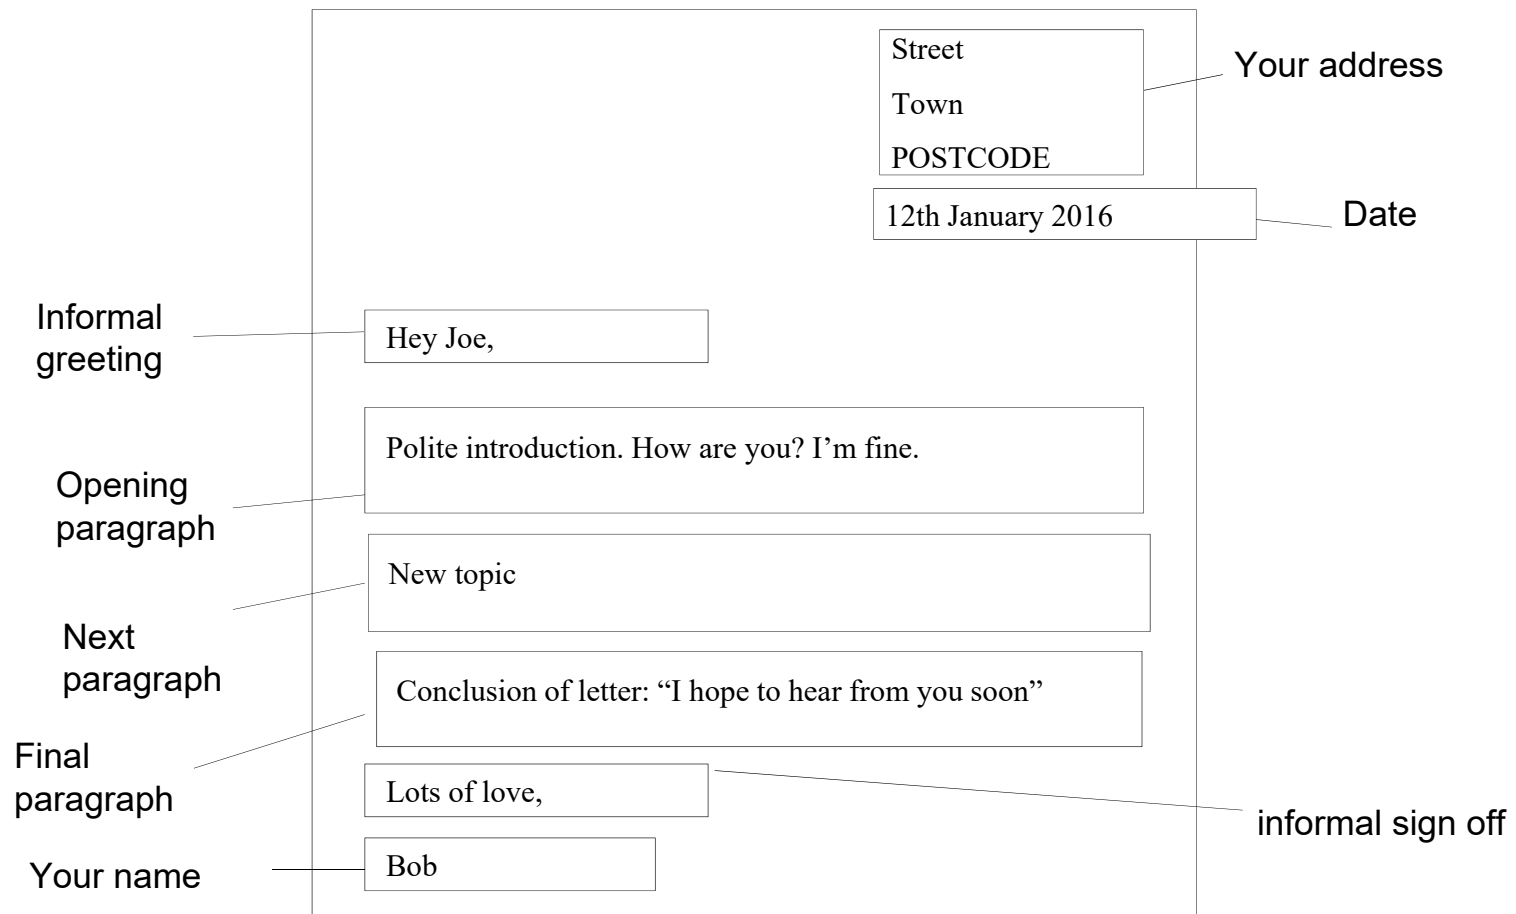 Street
Your address
Town
POSTCODE
12th January 2016
Date
Informal
greeting
Hey Joe,
Polite introduction. How are you? I’m fine.
Opening
paragraph
New topic
Next
paragraph
Conclusion of letter: “I hope to hear from you soon”
Final
paragraph
Lots of love,
informal sign off
Your name
Bob